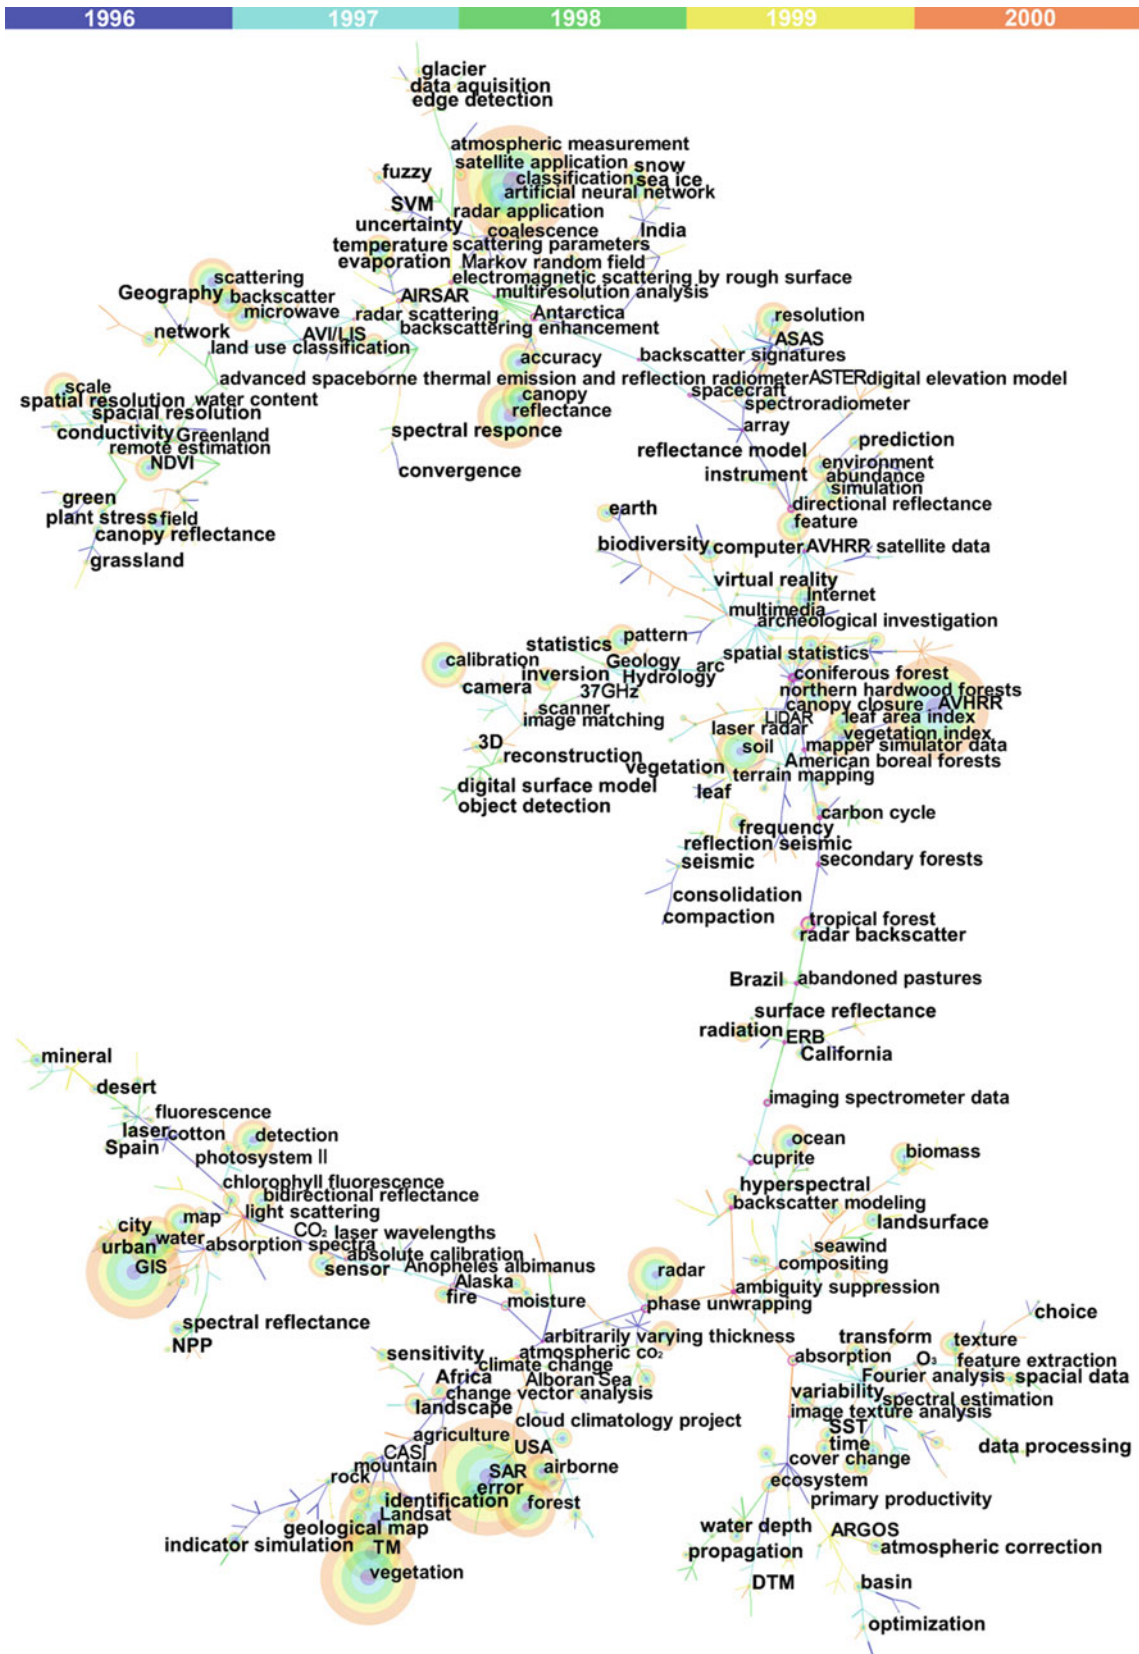 1996 1997 1998 1999 2000
glacier
data aquisition
edge detection
atmospheric measurement
satellite application
snow
fuzzy
classification
sea ice
artificial neural network
SVM
radar application
uncertainty
coalescence
India
temperature
scattering parameters
evaporation
Markov random field
scattering
electromagnetic scattering by rough surface
Geography
backscatter
AIRSAR
multiresolution analysis
microwave
radar scattering
Antarctica
resolution
network
AVI/LIS
backscattering enhancement
ASAS
land use classification
accuracy
backscatter signatures
advanced spaceborne thermal emission and reflection radiometer
ASTER
digital elevation model
scale
canopy
spacecraft
spatial resolution
water content
reflectance
spectroradiometer
spacial resolution
conductivity
Greenland
spectral responce
array
remote estimation
prediction
NDVI
convergence
reflectance model
environment
instrument
abundance
simulation
green
directional reflectance
plant stress
field
earth
feature
canopy reflectance
grassland
biodiversity
computer
AVHRR satellite data
virtual reality
Internet
multimedia
archeological investigation
statistics
pattern
spatial statistics
calibration
Geology
arc
inversion
Hydrology
coniferous forest
camera
37GHz
northern hardwood forests
scanner
canopy closure
AVHRR
image matching
LIDAR
leaf area index
laser radar
vegetation index
3D
soil
mapper simulator data
reconstruction
vegetation
American boreal forests
terrain mapping
digital surface model
leaf
object detection
carbon cycle
frequency
reflection seismic
seismic
secondary forests
consolidation
compaction
tropical forest
radar backscatter
Brazil
abandoned pastures
surface reflectance
radiation
ERB
California
mineral
desert
imaging spectrometer data
fluorescence
laser
cotton
detection
ocean
Spain
biomass
photosystem II
cuprite
chlorophyll fluorescence
hyperspectral
bidirectional reflectance
backscatter modeling
city
map
light scattering
landsurface
water
CO₂
laser wavelengths
urban
absorption spectra
seawind
absolute calibration
GIS
sensor
Anopheles albimanus
radar
compositing
Alaska
fire
moisture
ambiguity suppression
phase unwrapping
spectral reflectance
choice
NPP
arbitrarily varying thickness
transform
texture
sensitivity
atmospheric CO₂
absorption
O₃
feature extraction
climate change
Africa
Alboran Sea
Fourier analysis
spacial data
change vector analysis
variability
spectral estimation
landscape
image texture analysis
cloud climatology project
SST
agriculture
time
data processing
CASI
USA
cover change
mountain
SAR
airborne
rock
error
ecosystem
identification
forest
primary productivity
Landsat
geological map
water depth
ARGOS
indicator simulation
TM
propagation
atmospheric correction
vegetation
DTM
basin
optimization